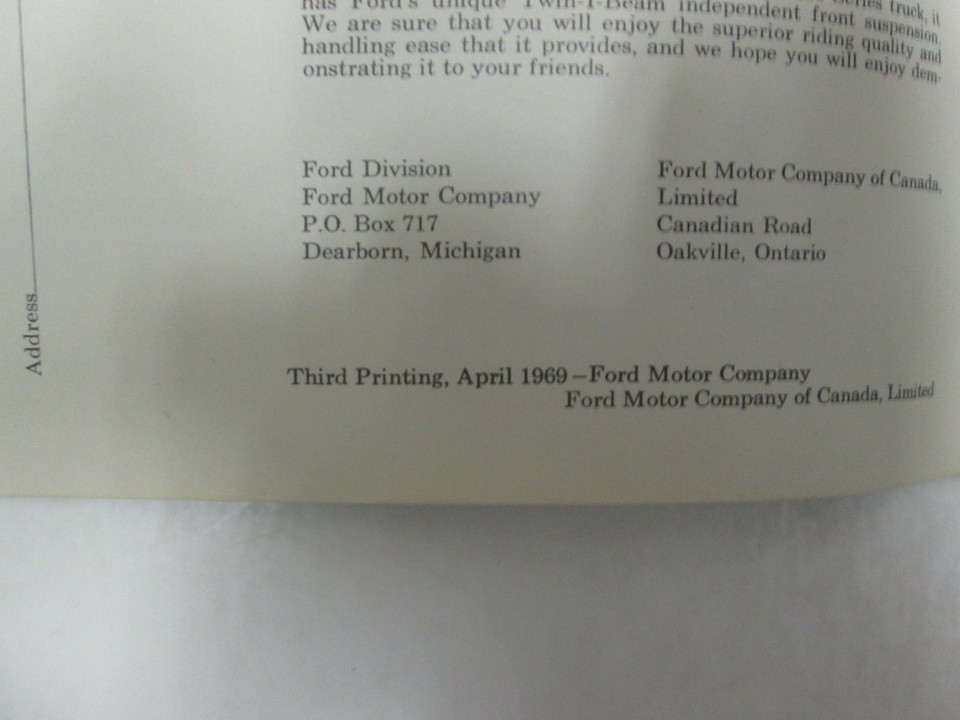 has Ford's unique Twin-I-Beam independent front suspension.
We are sure that you will enjoy the superior riding quality and
handling ease that it provides, and we hope you will enjoy dem-
onstrating it to your friends.
Ford Division
Ford Motor Company
P.O. Box 717
Dearborn, Michigan
Ford Motor Company of Canada,
Limited
Canadian Road
Oakville, Ontario
Third Printing, April 1969 – Ford Motor Company
Ford Motor Company of Canada, Limited
Address